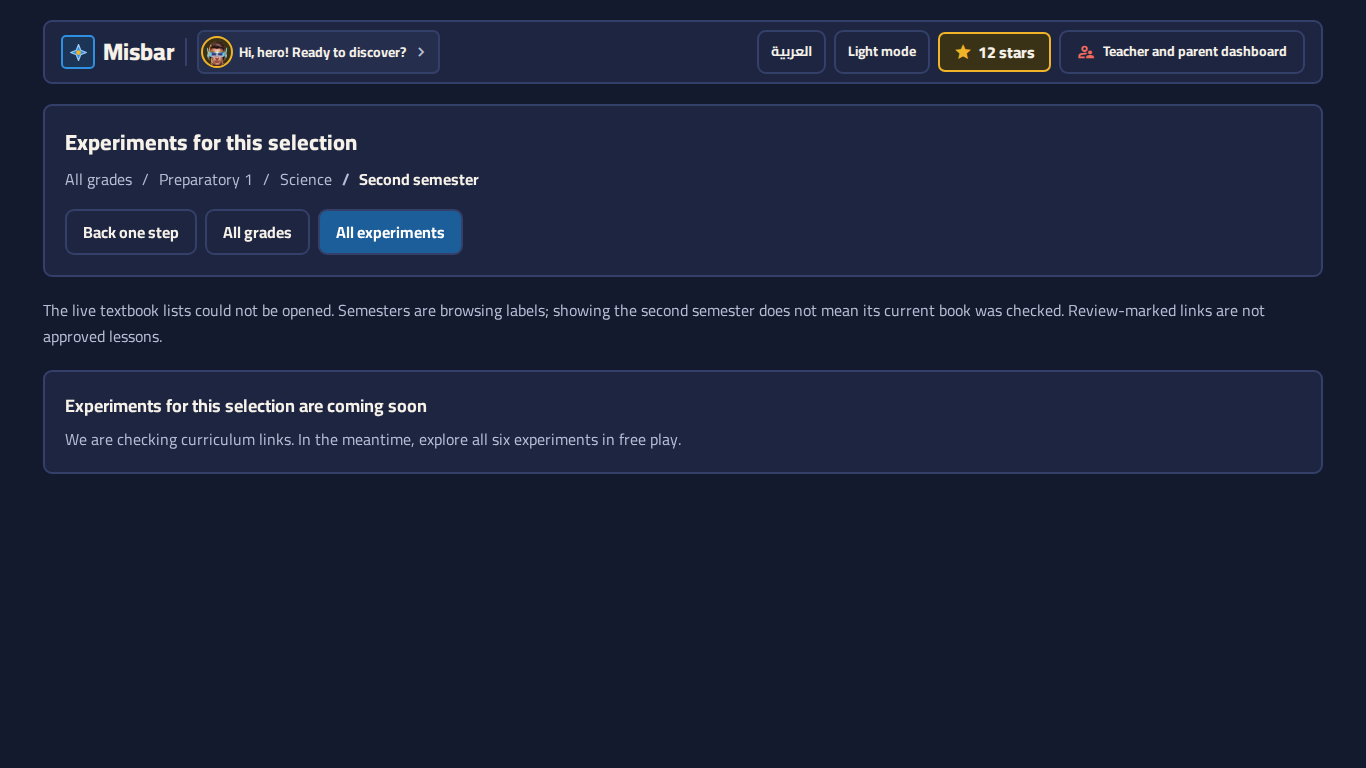 Misbar
Hi, hero! Ready to discover?
العربية
Light mode
12 stars
Teacher and parent dashboard
Experiments for this selection
All grades / Preparatory 1 / Science / Second semester
Back one step
All grades
All experiments
The live textbook lists could not be opened. Semesters are browsing labels; showing the second semester does not mean its current book was checked. Review-marked links are not
approved lessons.
Experiments for this selection are coming soon
We are checking curriculum links. In the meantime, explore all six experiments in free play.